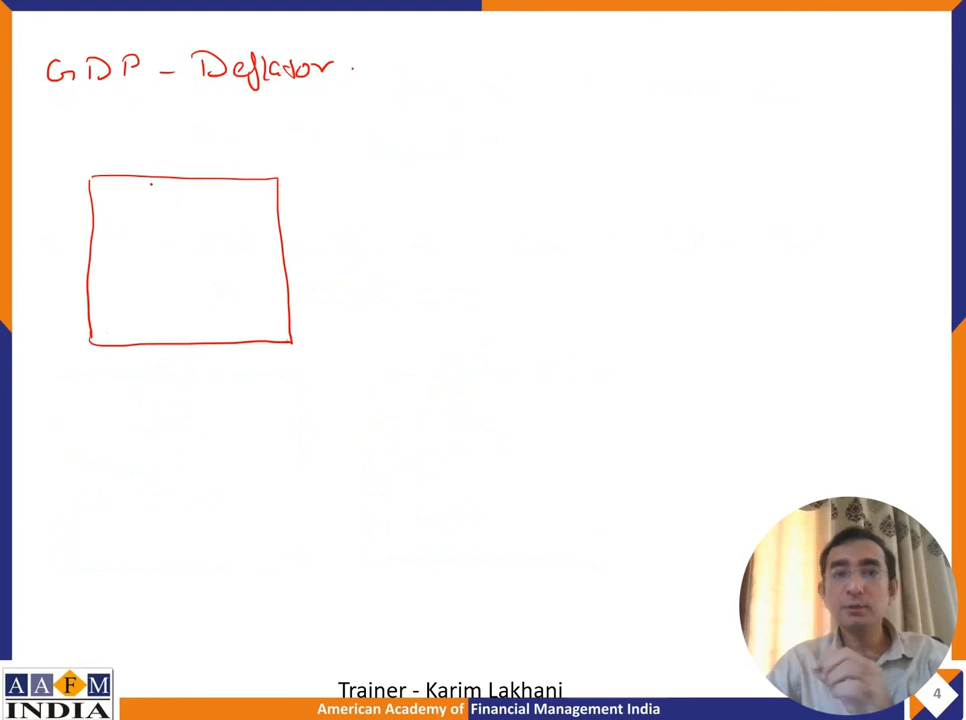 GDP - Deflator
4
AAFM
INDIA
Trainer - Karim Lakhani
American Academy of Financial Management India